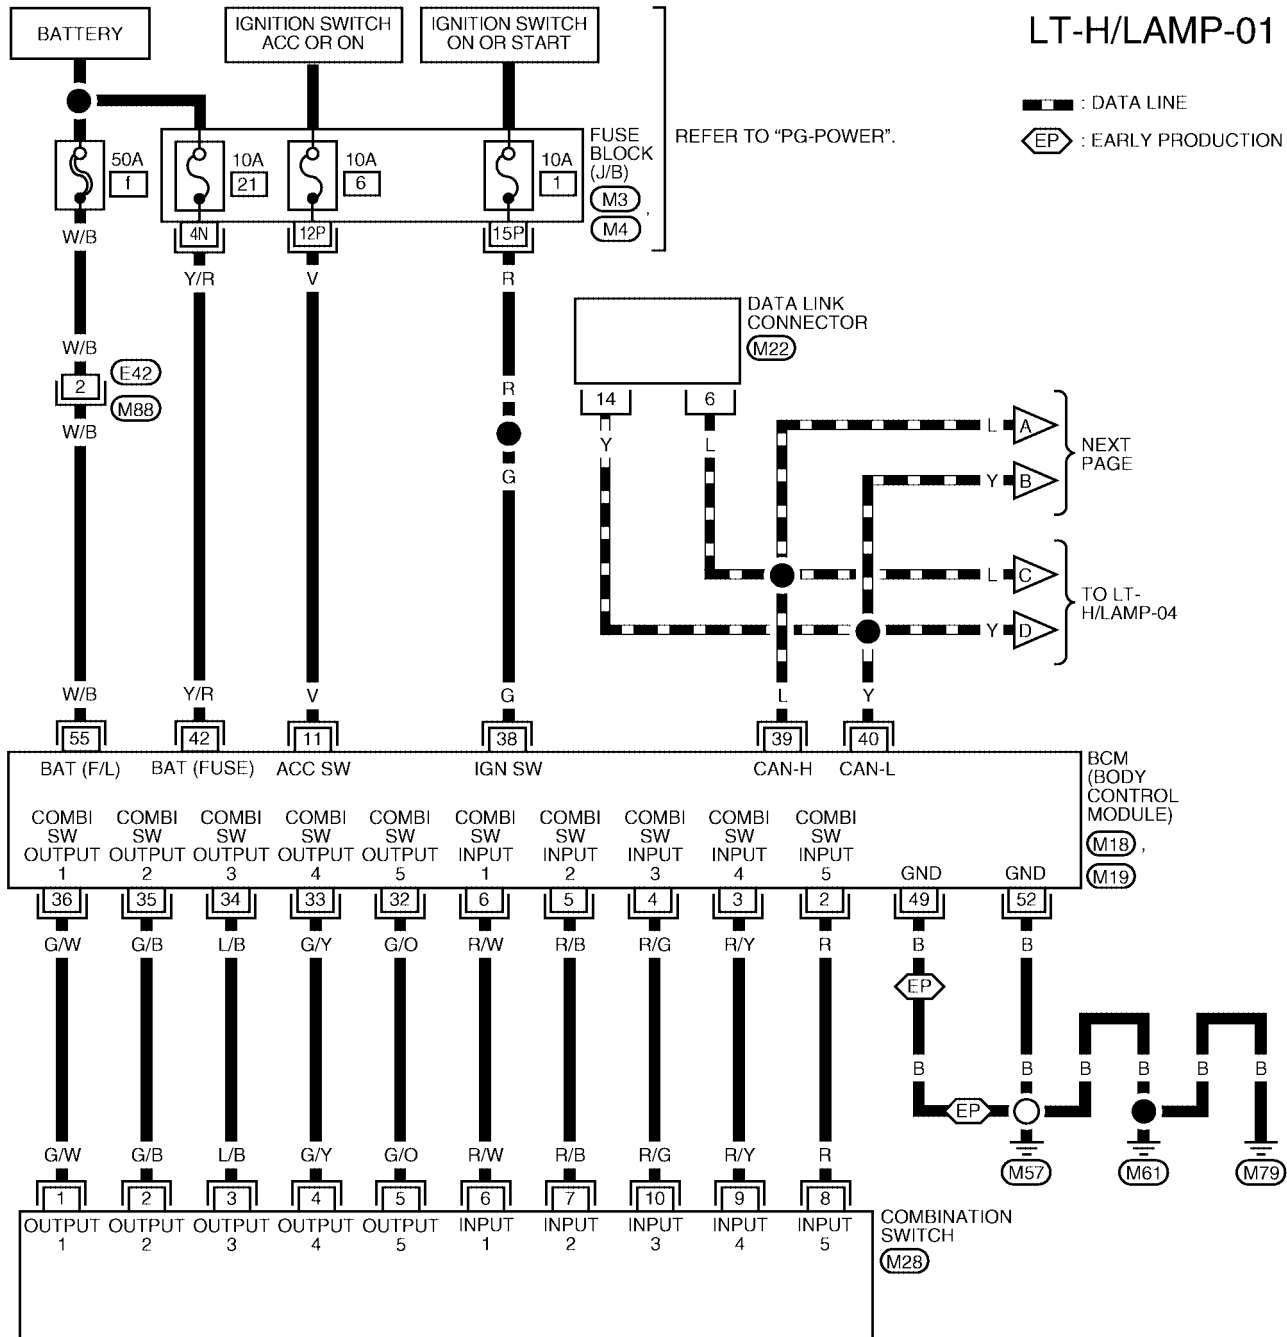 LT-H/LAMP-01
BATTERY
IGNITION SWITCH
ACC OR ON
IGNITION SWITCH
ON OR START
: DATA LINE
EP : EARLY PRODUCTION
50A
f
10A
21
10A
6
10A
1
FUSE
BLOCK
(J/B)
M3 ,
M4
REFER TO “PG-POWER”.
4N
12P
15P
W/B
Y/R
V
R
W/B
2
E42
M88
W/B
R
G
DATA LINK
CONNECTOR
M22
14
6
Y
L
L
A
Y
B
NEXT
PAGE
L
C
Y
D
TO LT-
H/LAMP-04
W/B
Y/R
V
G
L
Y
55
42
11
38
39
40
BAT (F/L)
BAT (FUSE)
ACC SW
IGN SW
CAN-H
CAN-L
BCM
(BODY
CONTROL
MODULE)
M18 ,
M19
COMBI
SW
OUTPUT
1
COMBI
SW
OUTPUT
2
COMBI
SW
OUTPUT
3
COMBI
SW
OUTPUT
4
COMBI
SW
OUTPUT
5
COMBI
SW
INPUT
1
COMBI
SW
INPUT
2
COMBI
SW
INPUT
3
COMBI
SW
INPUT
4
COMBI
SW
INPUT
5
GND
GND
36
35
34
33
32
6
5
4
3
2
49
52
G/W
G/B
L/B
G/Y
G/O
R/W
R/B
R/G
R/Y
R
B
B
EP
B
B
B
B
B
B
EP
M57
M61
M79
G/W
G/B
L/B
G/Y
G/O
R/W
R/B
R/G
R/Y
R
1
2
3
4
5
6
7
10
9
8
OUTPUT
1
OUTPUT
2
OUTPUT
3
OUTPUT
4
OUTPUT
5
INPUT
1
INPUT
2
INPUT
3
INPUT
4
INPUT
5
COMBINATION
SWITCH
M28